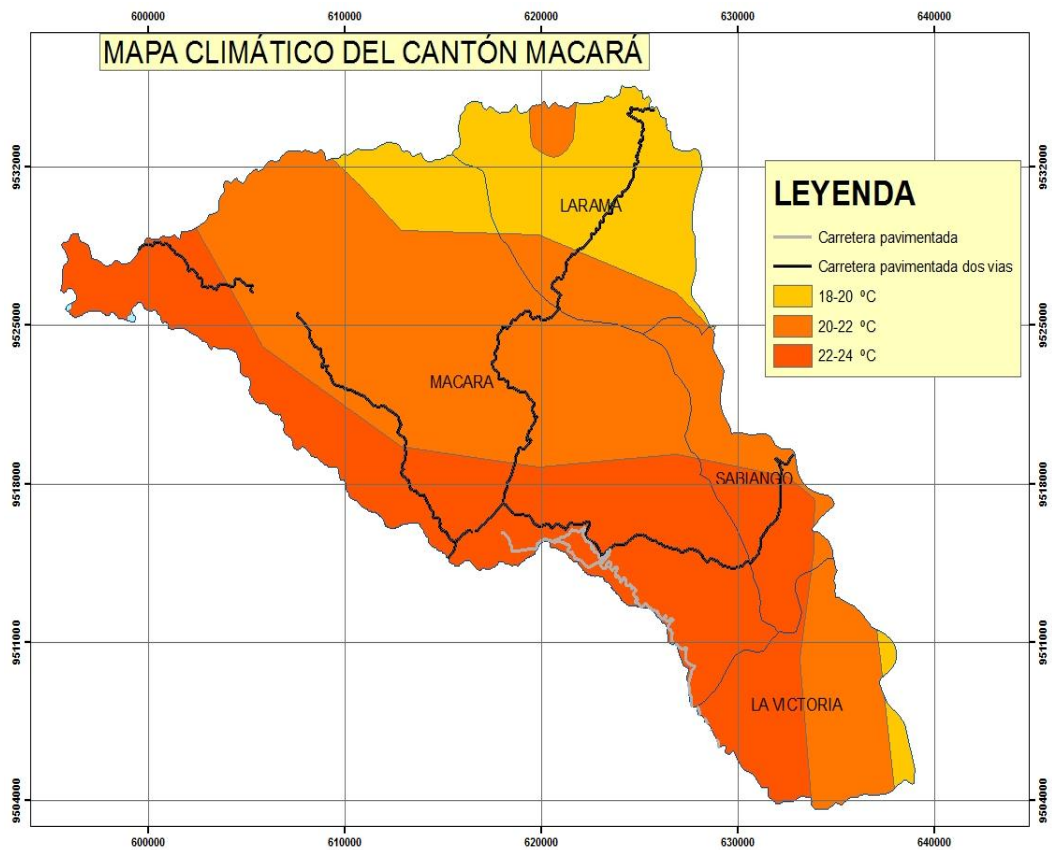 600000 610000 620000 630000 640000
MAPA CLIMÁTICO DEL CANTÓN MACARÁ
9532000 9532000
LEYENDA
Carretera pavimentada
Carretera pavimentada dos vias
18-20 ºC
20-22 ºC
22-24 ºC
LARAMA
9525000 9525000
MACARA
SABIANGO
9518000 9518000
9511000 9511000
LA VICTORIA
9504000 9504000
600000 610000 620000 630000 640000